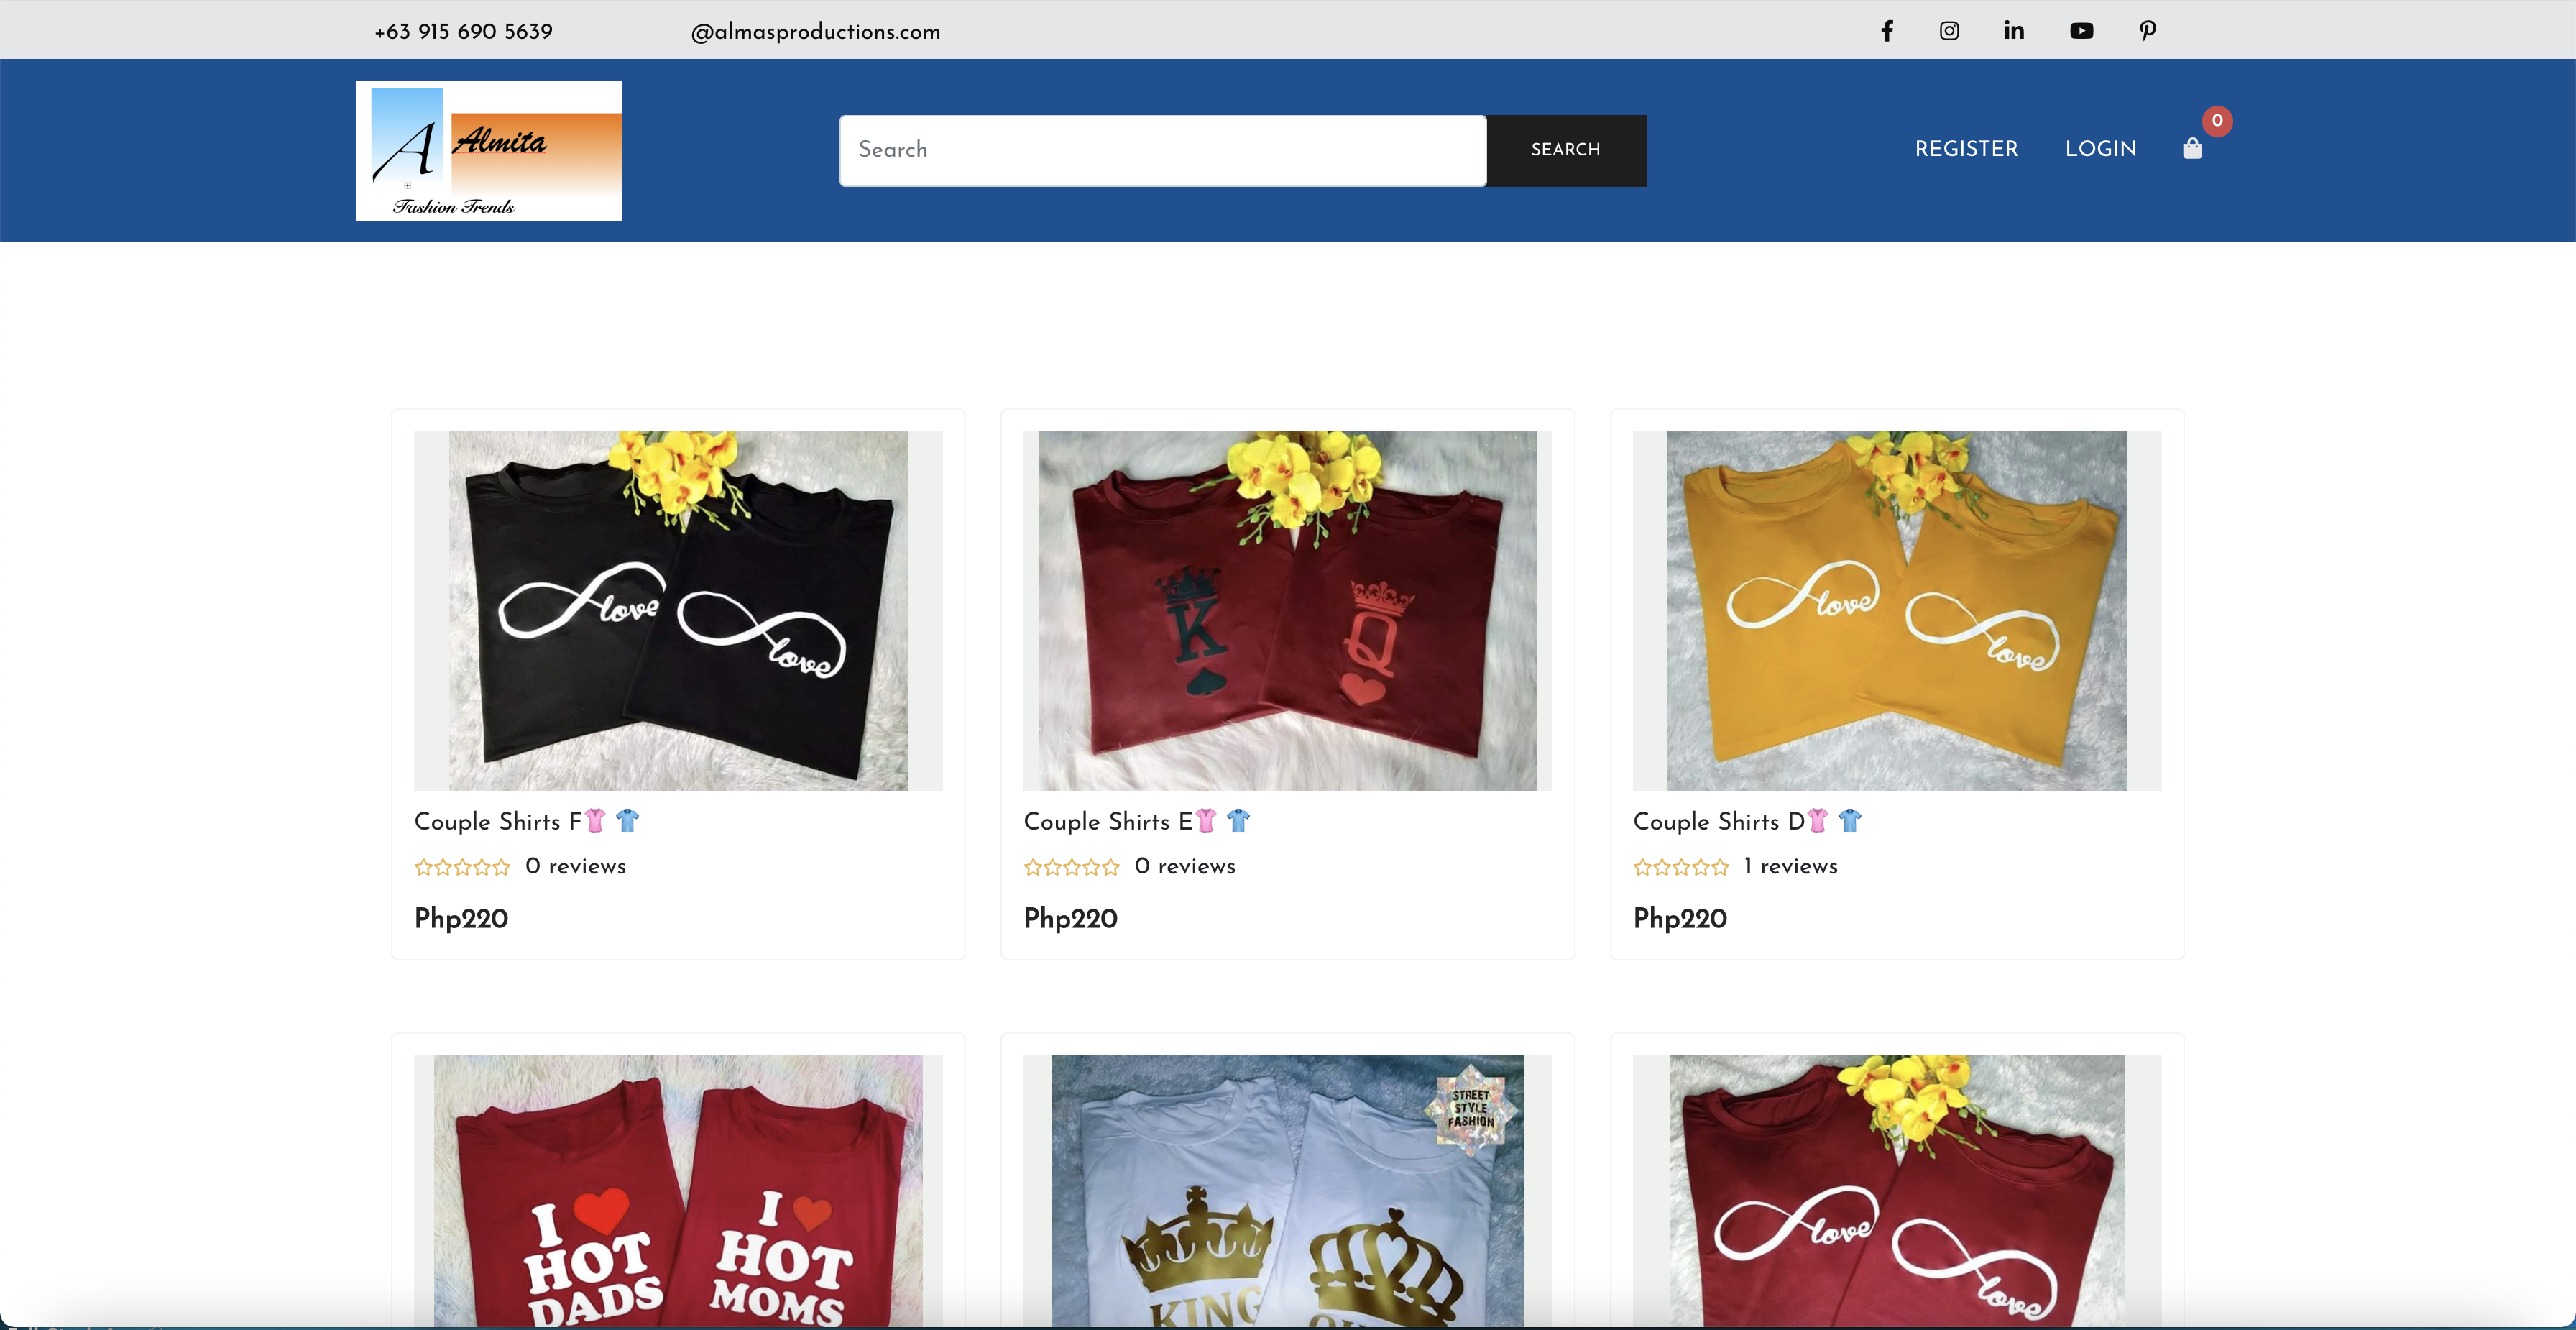 +63 915 690 5639
@almasproductions.com
A
Almita
Fashion Trends
Search
SEARCH
REGISTER
LOGIN
0
love
love
K
Q
love
love
Couple Shirts F
Couple Shirts E
Couple Shirts D
0 reviews
0 reviews
1 reviews
Php220
Php220
Php220
I ❤
HOT
DADS
I ❤
HOT
MOMS
STREET
STYLE
FASHION
KING
love
love